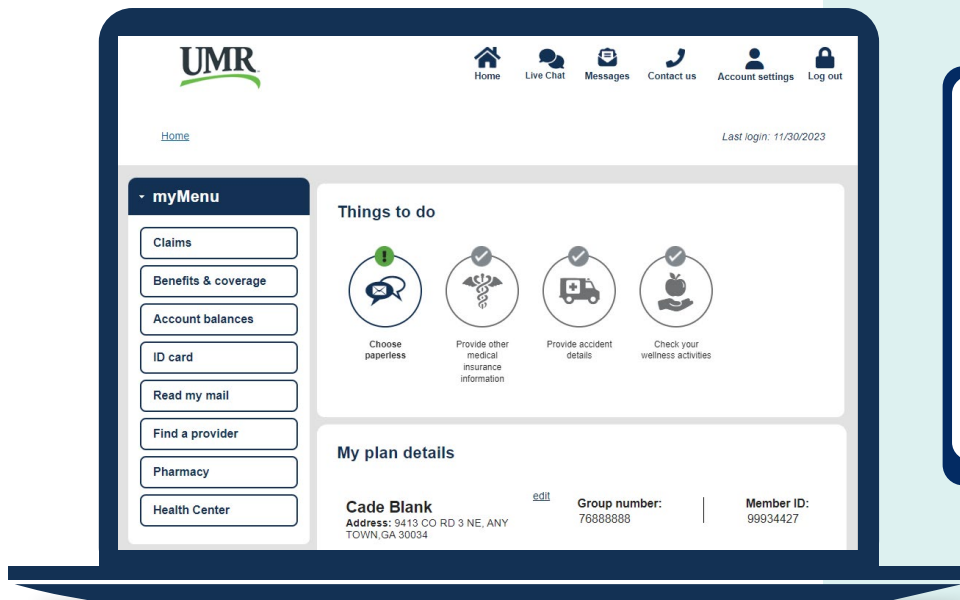 UMR
Home
Live Chat
Messages
Contact us
Account settings
Log out
Home
Last login: 11/30/2023
myMenu
Claims
Benefits & coverage
Account balances
ID card
Read my mail
Find a provider
Pharmacy
Health Center
Things to do
Choose
paperless
Provide other
medical
insurance
information
Provide accident
details
Check your
wellness activities
My plan details
Cade Blank
edit
Address: 9413 CO RD 3 NE, ANY
TOWN,GA 30034
Group number:
76888888
Member ID:
99934427